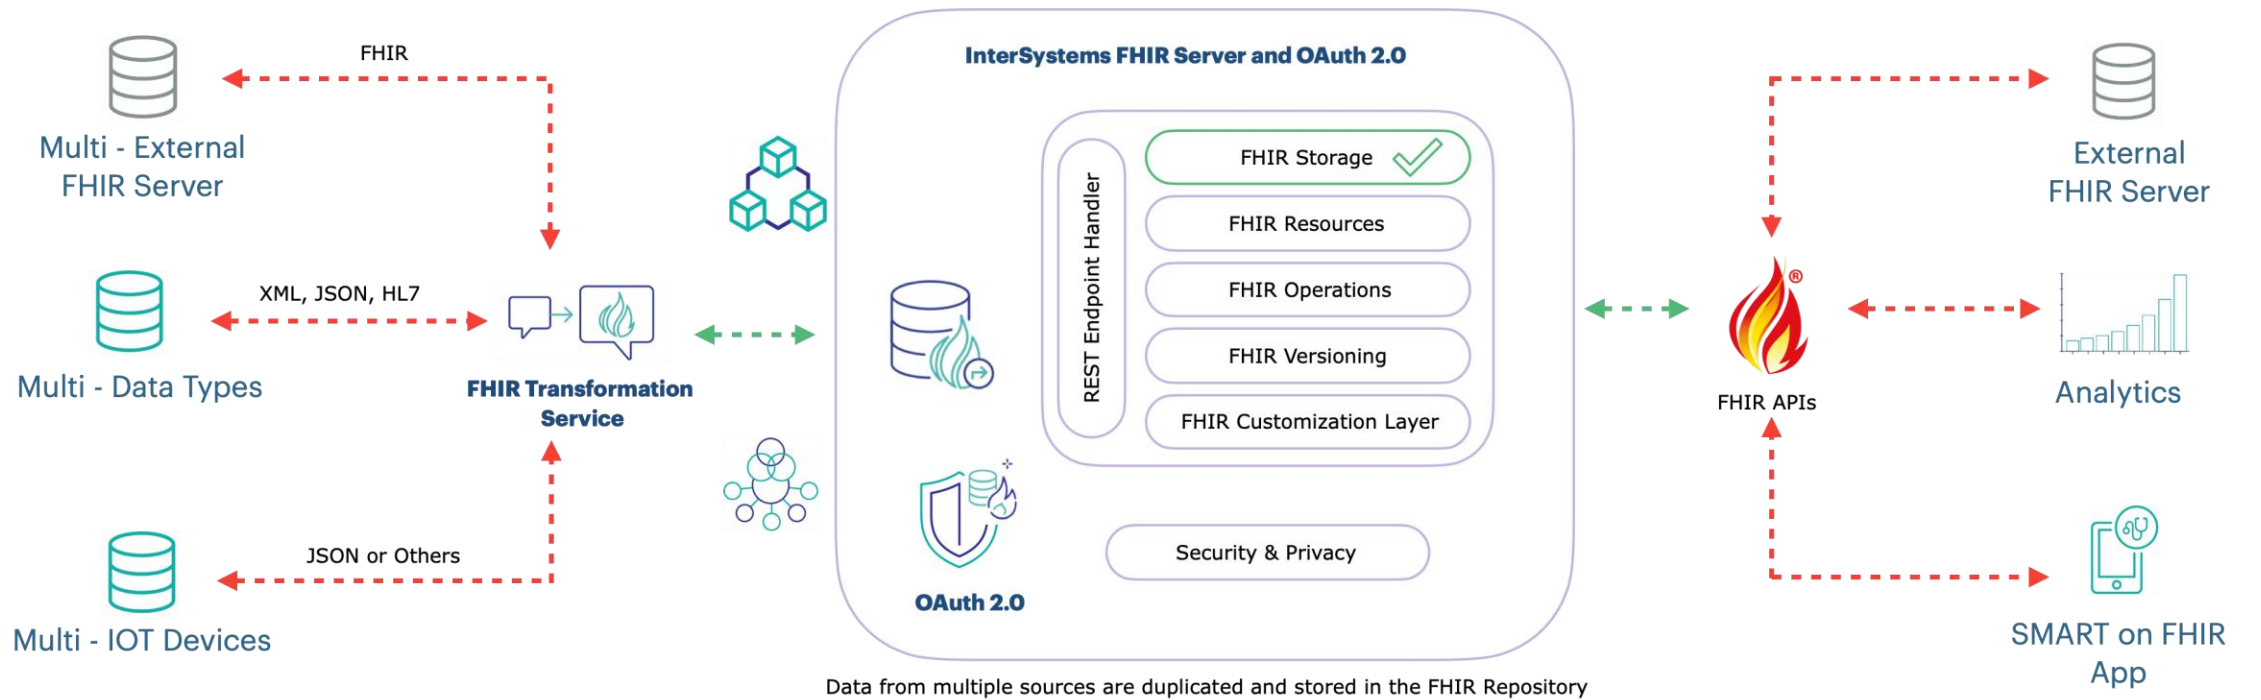 FHIR
Multi - External
FHIR Server
XML, JSON, HL7
Multi - Data Types
JSON or Others
Multi - IOT Devices
FHIR Transformation
Service
InterSystems FHIR Server and OAuth 2.0
REST Endpoint Handler
FHIR Storage
FHIR Resources
FHIR Operations
FHIR Versioning
FHIR Customization Layer
Security & Privacy
OAuth 2.0
Data from multiple sources are duplicated and stored in the FHIR Repository
®
FHIR APIs
External
FHIR Server
Analytics
SMART on FHIR
App